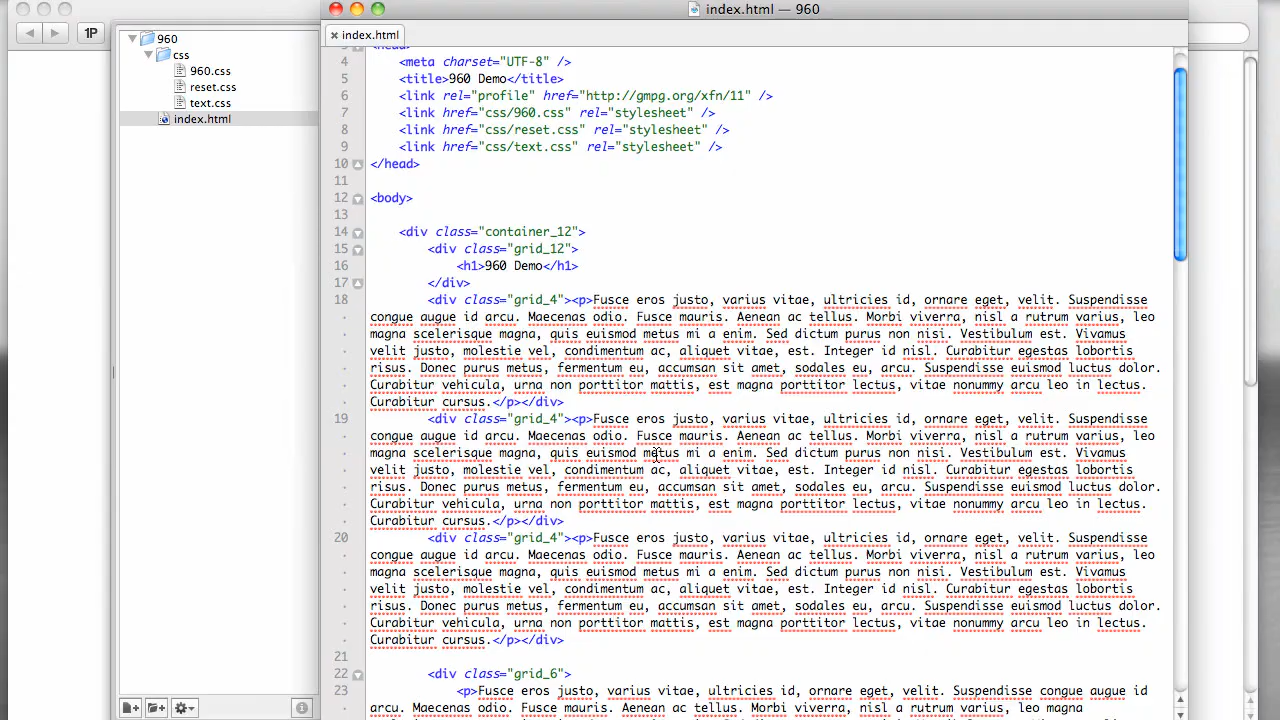 index.html — 960
1P
index.html
960
css
960.css
reset.css
text.css
index.html
<head>
4 <meta charset="UTF-8" />
5 <title>960 Demo</title>
6 <link rel="profile" href="http://gmpg.org/xfn/11" />
7 <link href="css/960.css" rel="stylesheet" />
8 <link href="css/reset.css" rel="stylesheet" />
9 <link href="css/text.css" rel="stylesheet" />
10 </head>
11
12 <body>
13
14 <div class="container_12">
15 <div class="grid_12">
16 <h1>960 Demo</h1>
17 </div>
18 <div class="grid_4"><p>Fusce eros justo, varius vitae, ultricies id, ornare eget, velit. Suspendisse
congue augue id arcu. Maecenas odio. Fusce mauris. Aenean ac tellus. Morbi viverra, nisl a rutrum varius, leo
magna scelerisque magna, quis euismod metus mi a enim. Sed dictum purus non nisi. Vestibulum est. Vivamus
velit justo, molestie vel, condimentum ac, aliquet vitae, est. Integer id nisl. Curabitur egestas lobortis
risus. Donec purus metus, fermentum eu, accumsan sit amet, sodales eu, arcu. Suspendisse euismod luctus dolor.
Curabitur vehicula, urna non porttitor mattis, est magna porttitor lectus, vitae nonummy arcu leo in lectus.
Curabitur cursus.</p></div>
19 <div class="grid_4"><p>Fusce eros justo, varius vitae, ultricies id, ornare eget, velit. Suspendisse
congue augue id arcu. Maecenas odio. Fusce mauris. Aenean ac tellus. Morbi viverra, nisl a rutrum varius, leo
magna scelerisque magna, quis euismod metus mi a enim. Sed dictum purus non nisi. Vestibulum est. Vivamus
velit justo, molestie vel, condimentum ac, aliquet vitae, est. Integer id nisl. Curabitur egestas lobortis
risus. Donec purus metus, fermentum eu, accumsan sit amet, sodales eu, arcu. Suspendisse euismod luctus dolor.
Curabitur vehicula, urna non porttitor mattis, est magna porttitor lectus, vitae nonummy arcu leo in lectus.
Curabitur cursus.</p></div>
20 <div class="grid_4"><p>Fusce eros justo, varius vitae, ultricies id, ornare eget, velit. Suspendisse
congue augue id arcu. Maecenas odio. Fusce mauris. Aenean ac tellus. Morbi viverra, nisl a rutrum varius, leo
magna scelerisque magna, quis euismod metus mi a enim. Sed dictum purus non nisi. Vestibulum est. Vivamus
velit justo, molestie vel, condimentum ac, aliquet vitae, est. Integer id nisl. Curabitur egestas lobortis
risus. Donec purus metus, fermentum eu, accumsan sit amet, sodales eu, arcu. Suspendisse euismod luctus dolor.
Curabitur vehicula, urna non porttitor mattis, est magna porttitor lectus, vitae nonummy arcu leo in lectus.
Curabitur cursus.</p></div>
21
22 <div class="grid_6">
23 <p>Fusce eros justo, varius vitae, ultricies id, ornare eget, velit. Suspendisse congue augue id
arcu. Maecenas odio. Fusce mauris. Aenean ac tellus. Morbi viverra, nisl a rutrum varius, leo magna